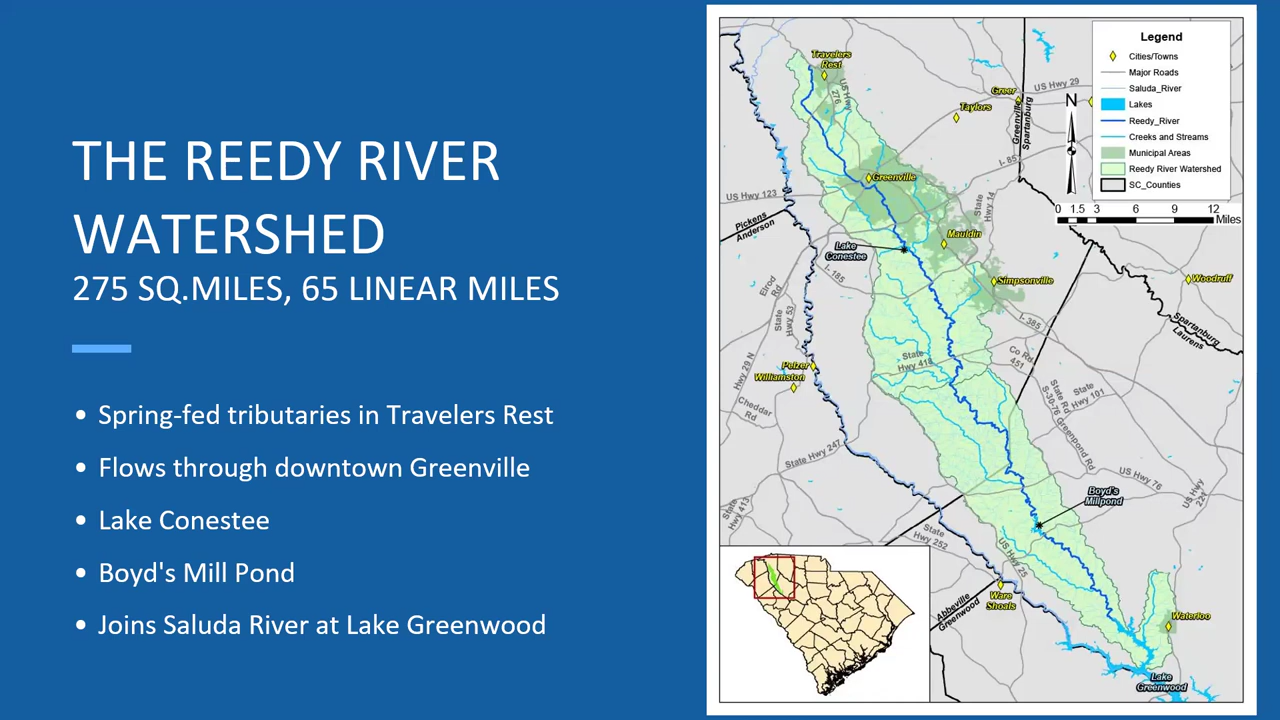 THE REEDY RIVER
WATERSHED
275 SQ.MILES, 65 LINEAR MILES
• Spring-fed tributaries in Travelers Rest
• Flows through downtown Greenville
• Lake Conestee
• Boyd's Mill Pond
• Joins Saluda River at Lake Greenwood
Legend
Cities/Towns
Major Roads
Saluda_River
Lakes
Reedy_River
Creeks and Streams
Municipal Areas
Reedy River Watershed
SC_Counties
N
0 1.5 3 6 9 12
Miles
Travelers
Rest
US Hwy
276
Greer
US Hwy 29
Taylors
Greenville
Spartanburg
I- 85
Greenville
US Hwy 123
State
Hwy 14
Pickens
Anderson
Mauldin
Lake
Conestee
I- 185
Simpsonville
Woodruff
Elrod
Rd
State
Hwy 53
I- 385
Spartanburg
Laurens
Hwy 29 N
Pelzer
Williamston
State
Hwy 418
Co Rd
451
State Rd
S-30-76
Greenpond Rd
State
Hwy 101
Cheddar
Rd
State Hwy 247
US Hwy 76
US Hwy
221
Boyd's
Millpond
State
Hwy 413
State
Hwy 252
US Hwy 25
Abbeville
Greenwood
Ware
Shoals
Waterloo
Lake
Greenwood